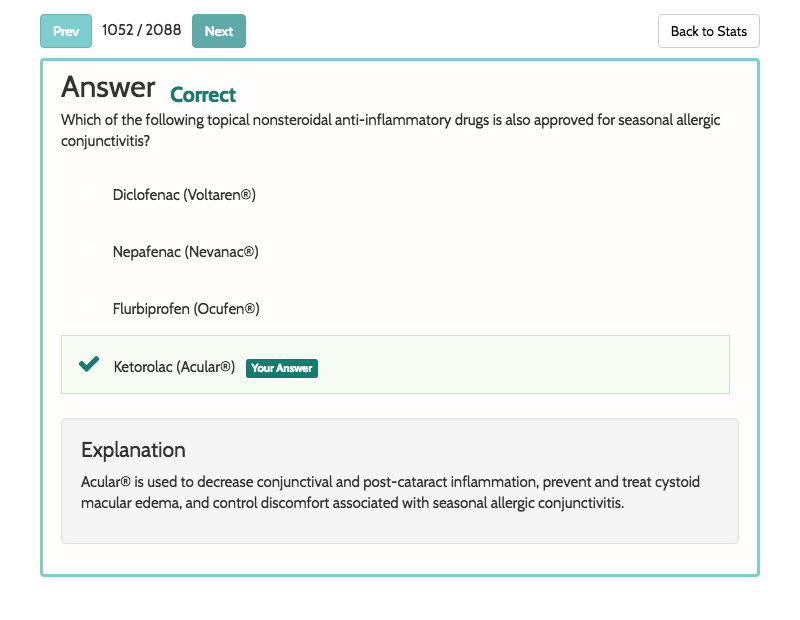 Prev 1052 / 2088 Next Back to Stats
Answer Correct
Which of the following topical nonsteroidal anti-inflammatory drugs is also approved for seasonal allergic
conjunctivitis?
Diclofenac (Voltaren®)
Nepafenac (Nevanac®)
Flurbiprofen (Ocufen®)
Ketorolac (Acular®) Your Answer
Explanation
Acular® is used to decrease conjunctival and post-cataract inflammation, prevent and treat cystoid
macular edema, and control discomfort associated with seasonal allergic conjunctivitis.